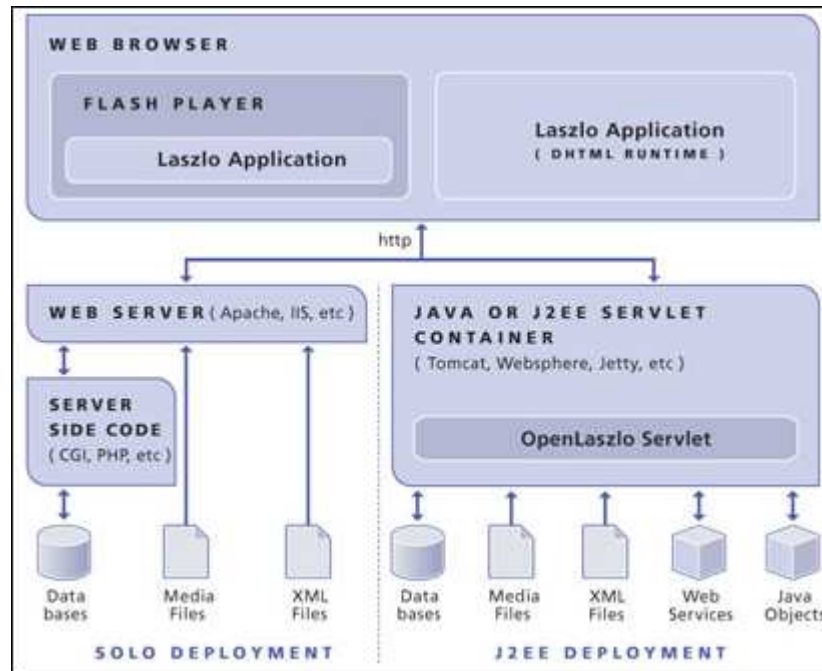 WEB BROWSER
FLASH PLAYER
Laszlo Application
Laszlo Application
( DHTML RUNTIME )
http
WEB SERVER ( Apache, IIS, etc )
SERVER
SIDE CODE
( CGI, PHP, etc )
Data
bases
Media
Files
XML
Files
SOLO DEPLOYMENT
JAVA OR J2EE SERVLET
CONTAINER
( Tomcat, Websphere, Jetty, etc )
OpenLaszlo Servlet
Data
bases
Media
Files
XML
Files
Web
Services
Java
Objects
J2EE DEPLOYMENT